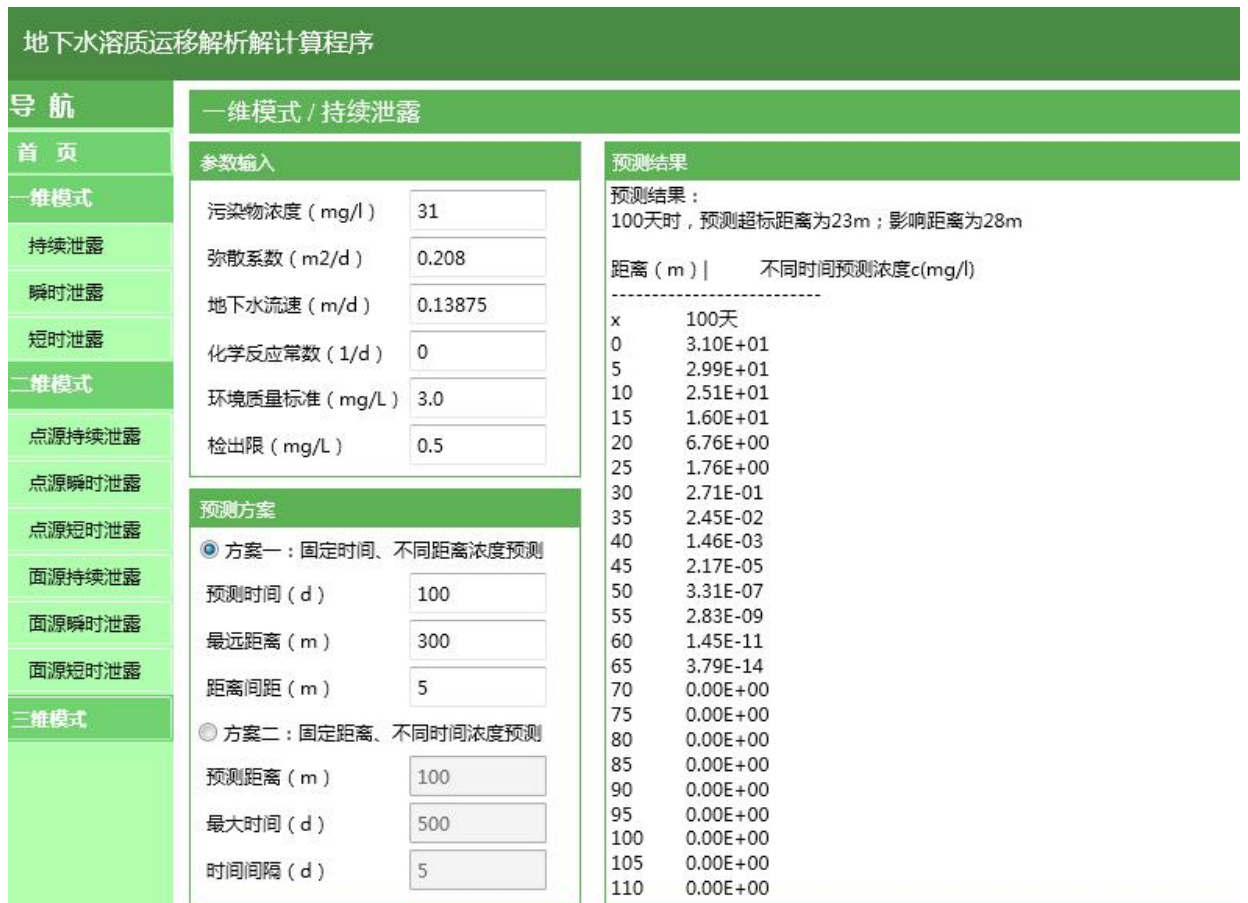 地下水溶质运移解析解计算程序
导 航
首 页
一维模式
持续泄露
瞬时泄露
短时泄露
二维模式
点源持续泄露
点源瞬时泄露
点源短时泄露
面源持续泄露
面源瞬时泄露
面源短时泄露
三维模式
一维模式 / 持续泄露
参数输入
污染物浓度（mg/l） 31
弥散系数（m2/d） 0.208
地下水流速（m/d） 0.13875
化学反应常数（1/d） 0
环境质量标准（mg/L） 3.0
检出限（mg/L） 0.5
预测方案
方案一：固定时间、不同距离浓度预测
预测时间（d） 100
最远距离（m） 300
距离间距（m） 5
方案二：固定距离、不同时间浓度预测
预测距离（m） 100
最大时间（d） 500
时间间隔（d） 5
预测结果
预测结果：
100天时，预测超标距离为23m；影响距离为28m
距离（m）| 不同时间预测浓度c(mg/l)
--------------------------
x 100天
0 3.10E+01
5 2.99E+01
10 2.51E+01
15 1.60E+01
20 6.76E+00
25 1.76E+00
30 2.71E-01
35 2.45E-02
40 1.46E-03
45 2.17E-05
50 3.31E-07
55 2.83E-09
60 1.45E-11
65 3.79E-14
70 0.00E+00
75 0.00E+00
80 0.00E+00
85 0.00E+00
90 0.00E+00
95 0.00E+00
100 0.00E+00
105 0.00E+00
110 0.00E+00